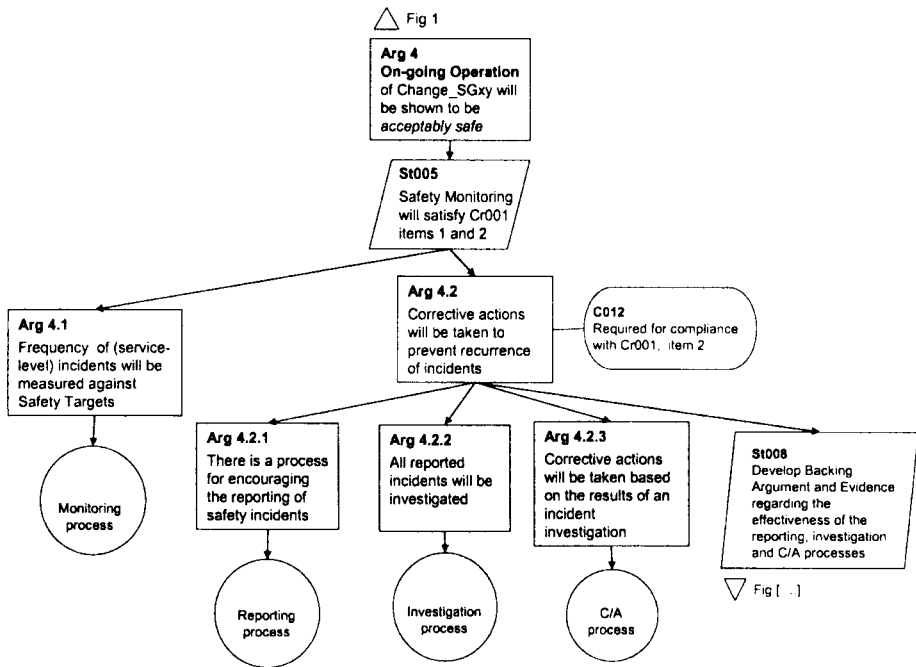 Fig 1
Arg 4
On-going Operation
of Change_SGxy will
be shown to be
acceptably safe
St005
Safety Monitoring
will satisfy Cr001
items 1 and 2
Arg 4.1
Frequency of (service-
level) incidents will be
measured against
Safety Targets
Arg 4.2
Corrective actions
will be taken to
prevent recurrence
of incidents
C012
Required for compliance
with Cr001, item 2
Arg 4.2.1
There is a process
for encouraging
the reporting of
safety incidents
Arg 4.2.2
All reported
incidents will be
investigated
Arg 4.2.3
Corrective actions
will be taken based
on the results of an
incident
investigation
St008
Develop Backing
Argument and Evidence
regarding the
effectiveness of the
reporting, investigation
and C/A processes
Fig [ ..]
Monitoring
process
Reporting
process
Investigation
process
C/A
process